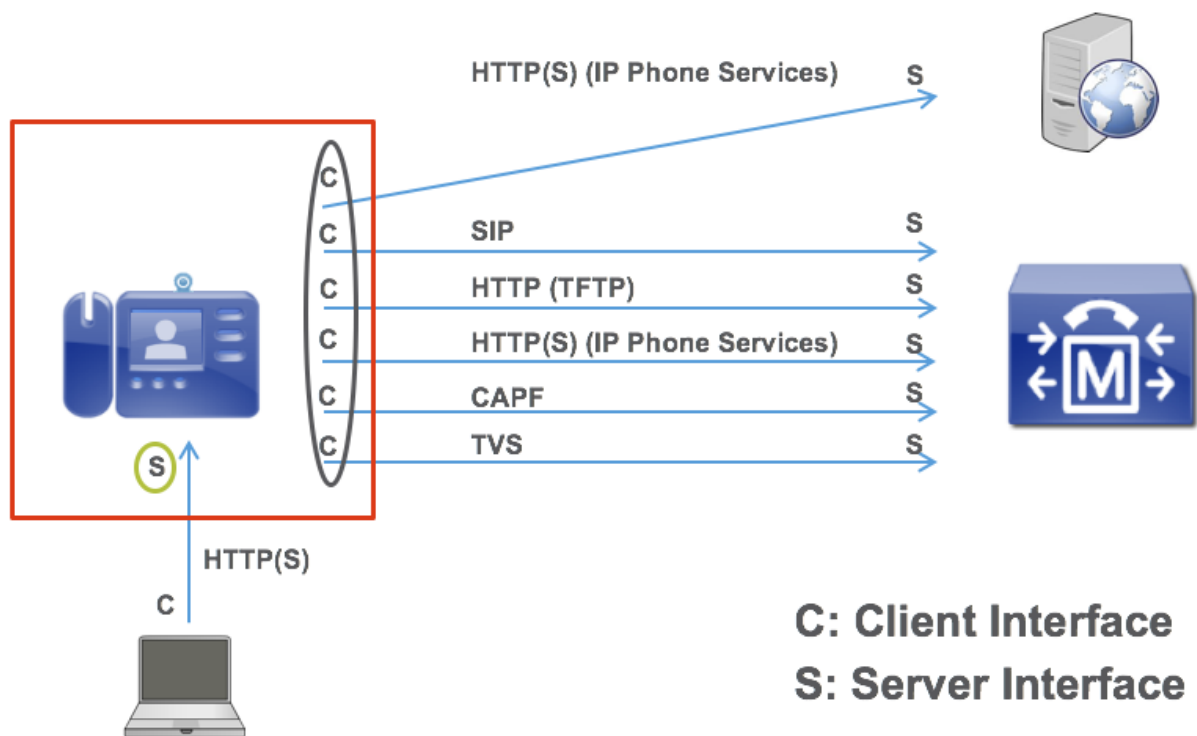 HTTP(S) (IP Phone Services) S
C
C SIP S
C HTTP (TFTP) S
C HTTP(S) (IP Phone Services) S
C CAPF S
C TVS S
S
HTTP(S)
C
M
C: Client Interface
S: Server Interface